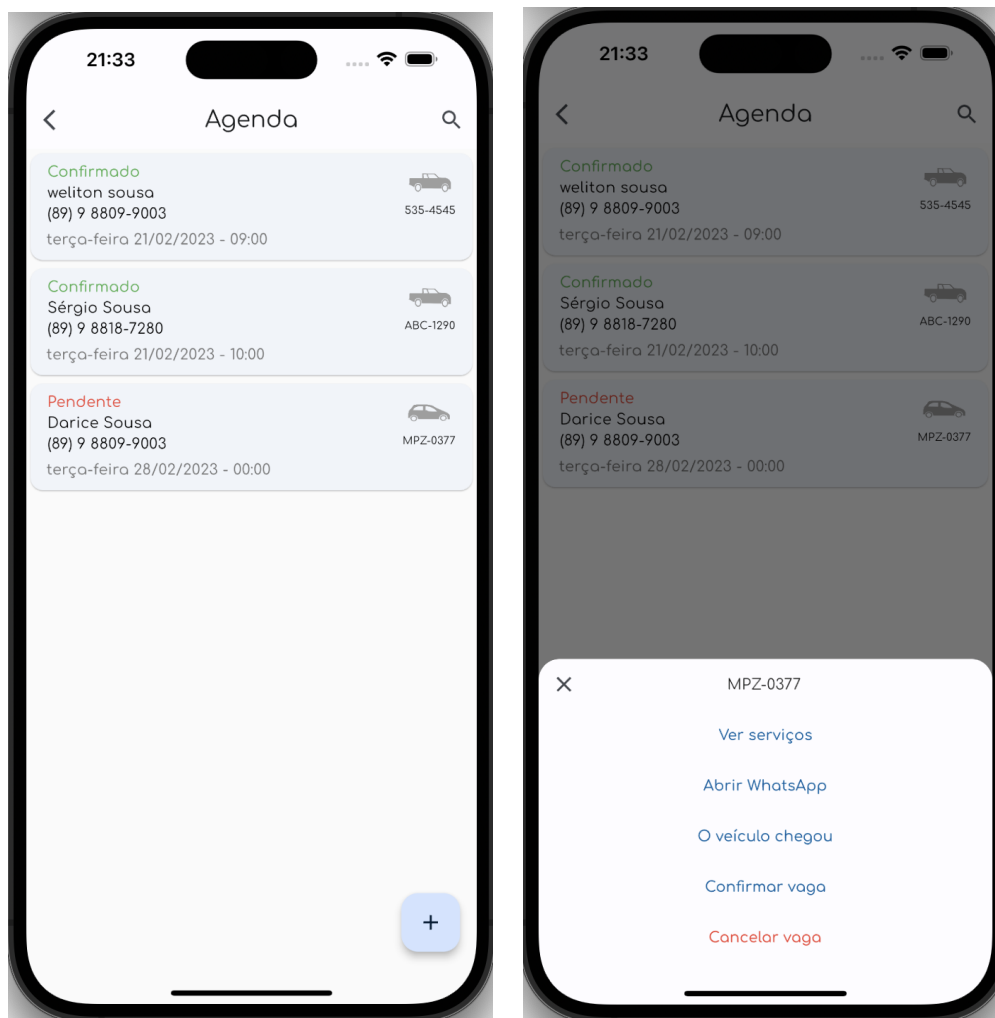 21:33
Agenda
Confirmado
weliton sousa
(89) 9 8809-9003
535-4545
terça-feira 21/02/2023 - 09:00
Confirmado
Sérgio Sousa
(89) 9 8818-7280
ABC-1290
terça-feira 21/02/2023 - 10:00
Pendente
Darice Sousa
(89) 9 8809-9003
MPZ-0377
terça-feira 28/02/2023 - 00:00
+
21:33
Agenda
Confirmado
weliton sousa
(89) 9 8809-9003
535-4545
terça-feira 21/02/2023 - 09:00
Confirmado
Sérgio Sousa
(89) 9 8818-7280
ABC-1290
terça-feira 21/02/2023 - 10:00
Pendente
Darice Sousa
(89) 9 8809-9003
MPZ-0377
terça-feira 28/02/2023 - 00:00
MPZ-0377
Ver serviços
Abrir WhatsApp
O veículo chegou
Confirmar vaga
Cancelar vaga